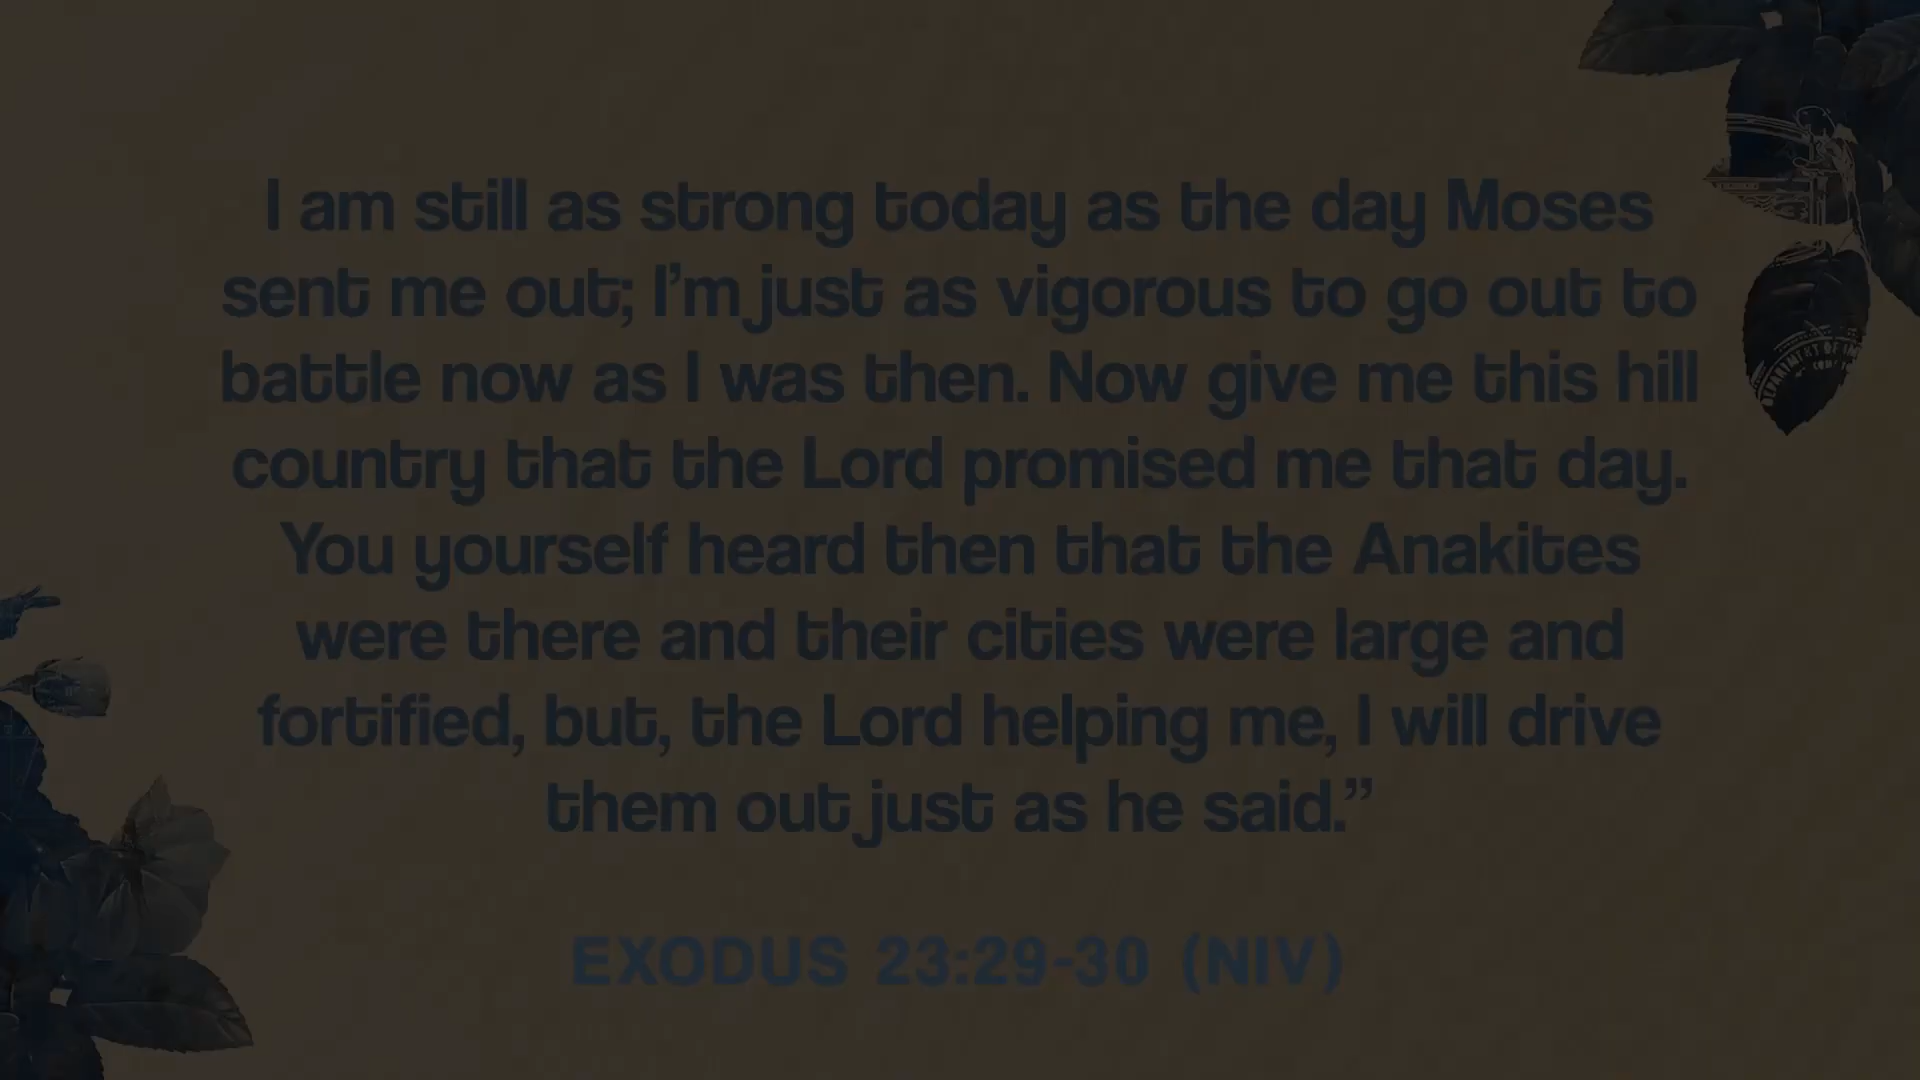 I am still as strong today as the day Moses
sent me out; I’m just as vigorous to go out to
battle now as I was then. Now give me this hill
country that the Lord promised me that day.
You yourself heard then that the Anakites
were there and their cities were large and
fortified, but, the Lord helping me, I will drive
them out just as he said.”
EXODUS 23:29-30 (NIV)
DEPARTMENT OF